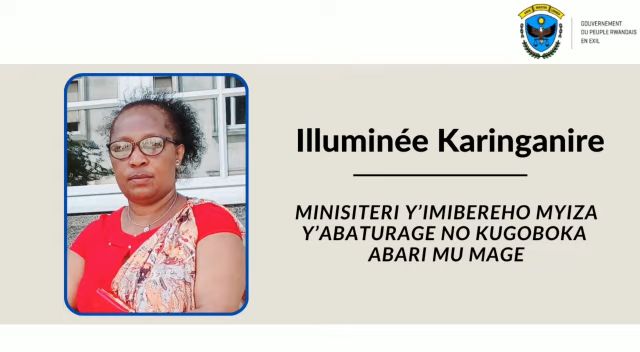 GOUVERNEMENT
DU PEUPLE RWANDAIS
EN EXIL
Illuminée Karinganire
MINISITERI Y'IMIBEREHO MYIZA
Y'ABATURAGE NO KUGOBOKA
ABARI MU MAGE